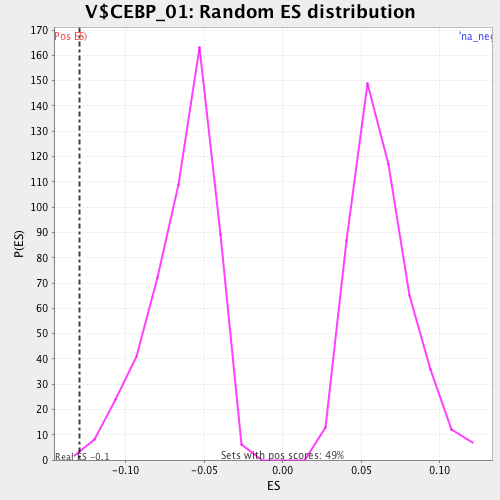 V$CEBP_01: Random ES distribution
Pos ES)
'na_neg
170
160
150
140
130
120
110
100
90
80
70
60
50
40
30
20
10
0
P(ES)
Real ES -0.1
Sets with pos scores: 49%
-0.10 -0.05 0.00 0.05 0.10
ES